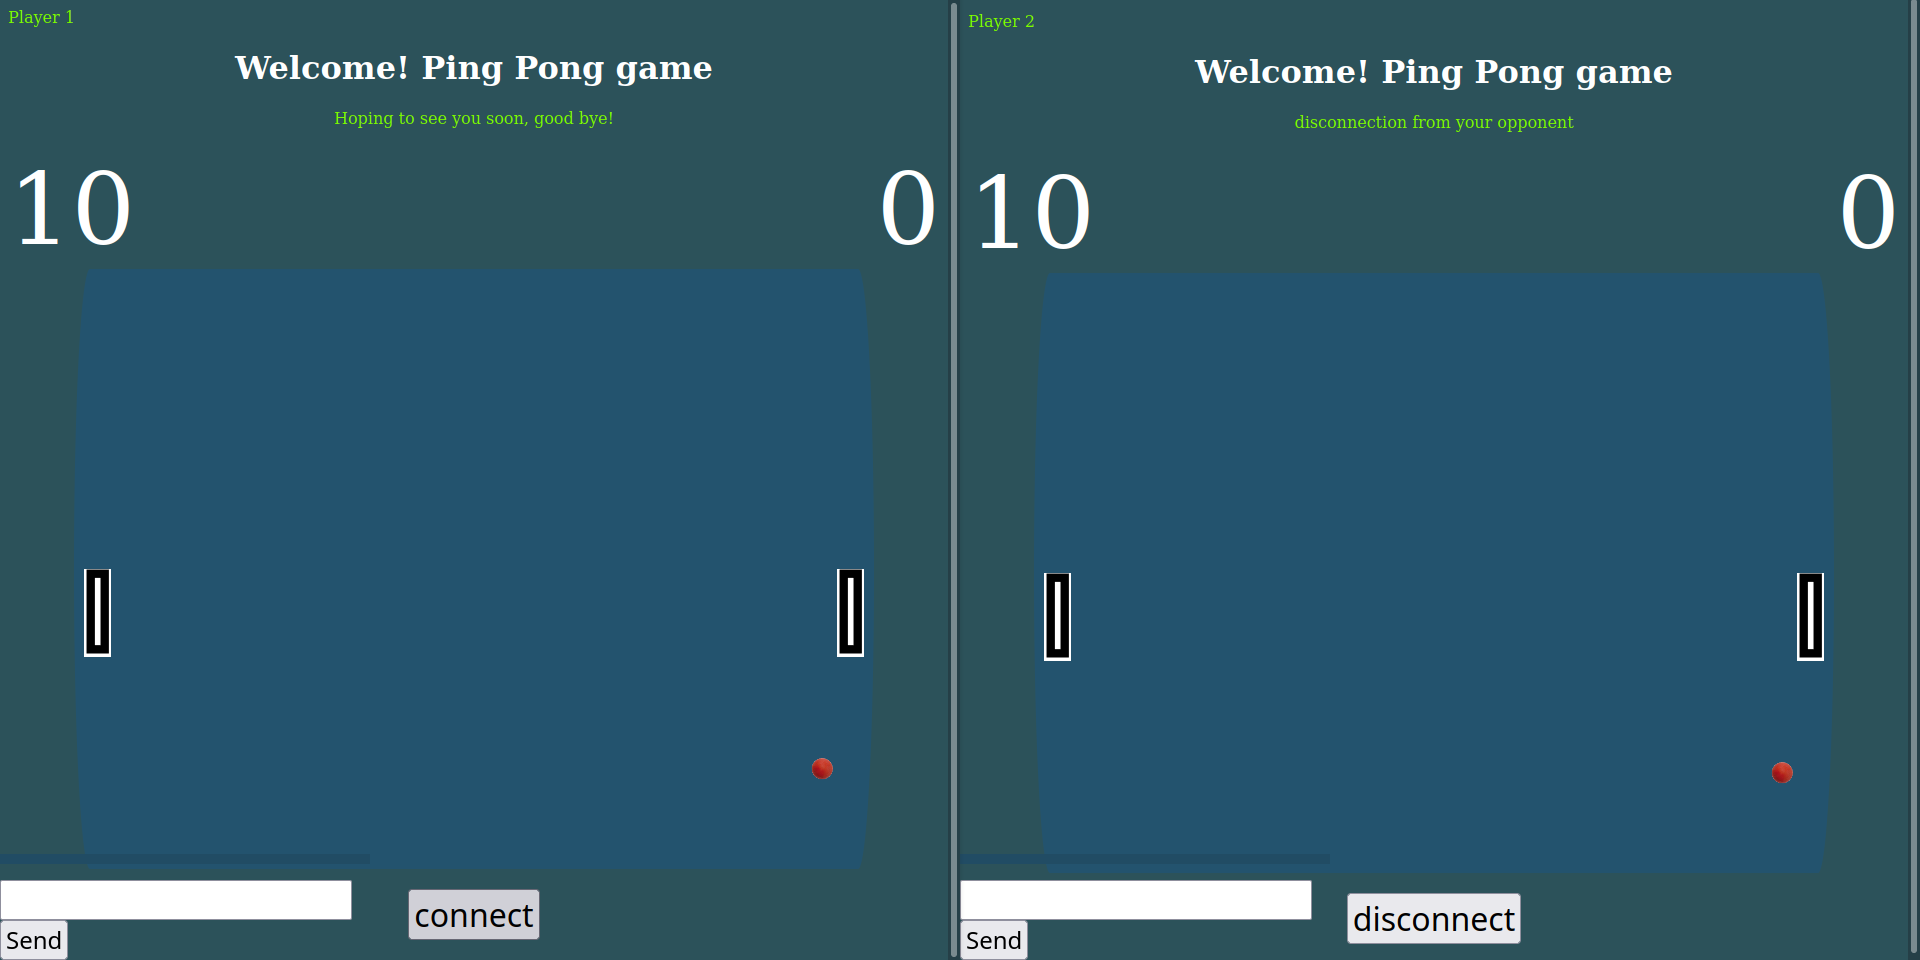 Player 1
Welcome! Ping Pong game
Hoping to see you soon, good bye!
10 0
connect
Send
Player 2
Welcome! Ping Pong game
disconnection from your opponent
10 0
disconnect
Send